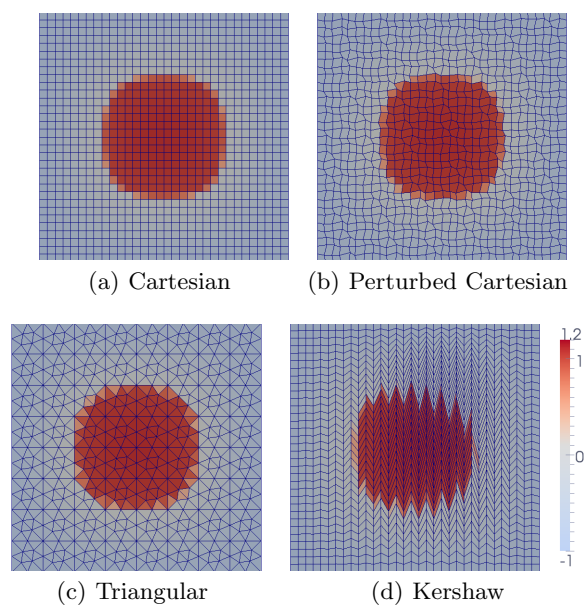 (a) Cartesian
(b) Perturbed Cartesian
1.2
1
0
-1
(c) Triangular
(d) Kershaw